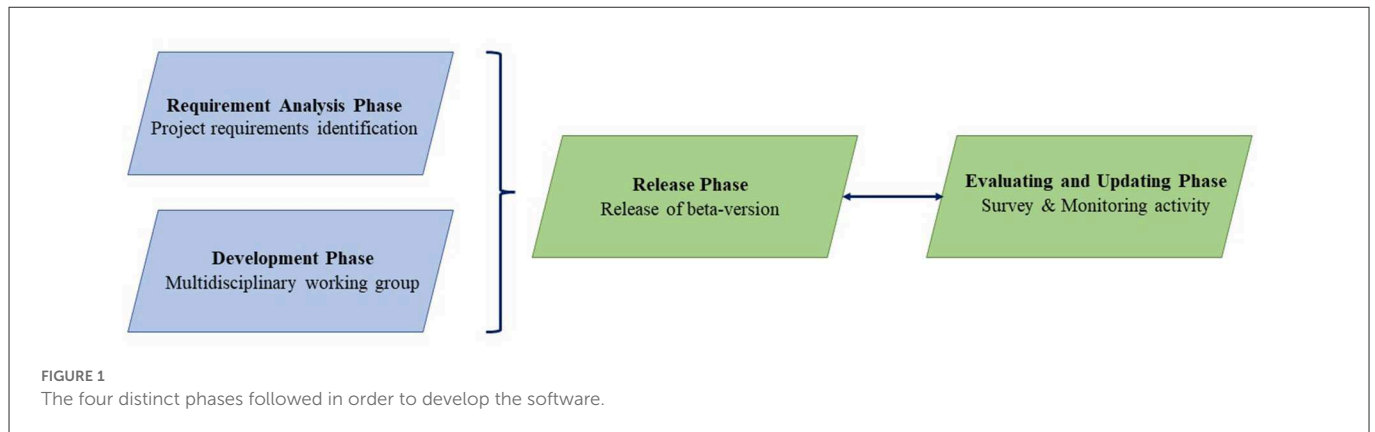 Requirement Analysis Phase
Project requirements identification
Development Phase
Multidisciplinary working group
Release Phase
Release of beta-version
Evaluating and Updating Phase
Survey & Monitoring activity
FIGURE 1
The four distinct phases followed in order to develop the software.